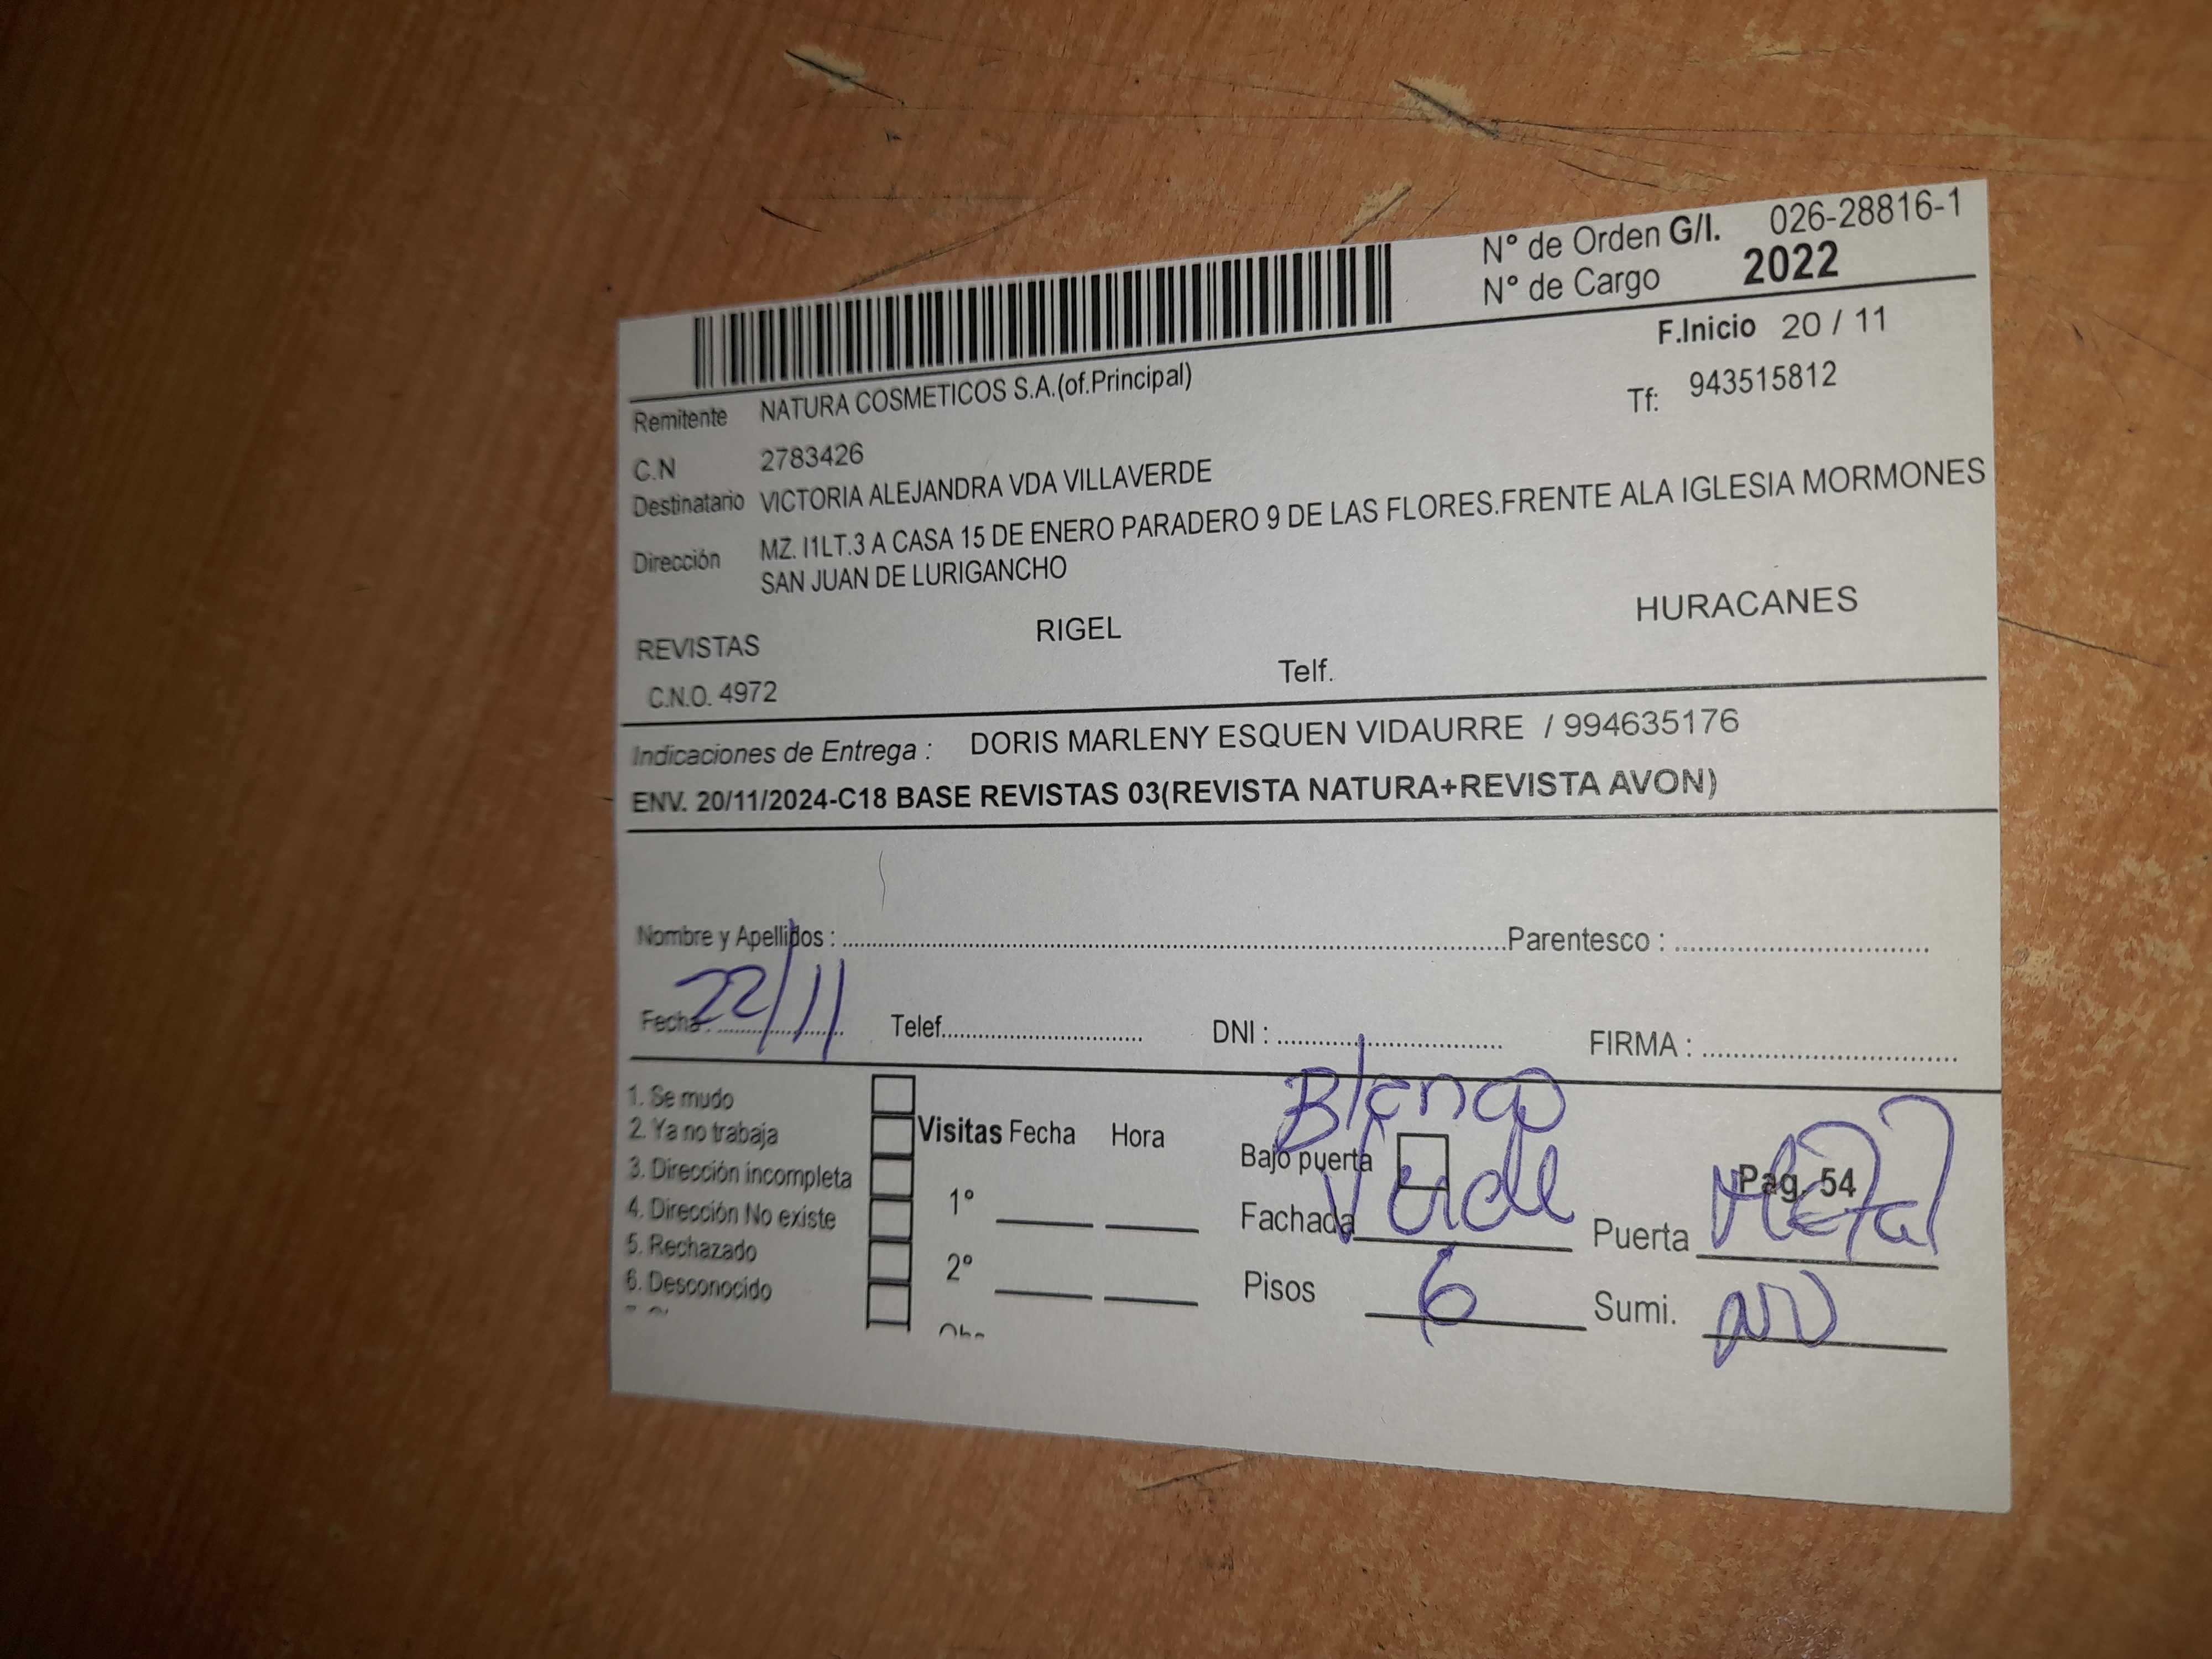 N° de Orden G/I. 026-28816-1
N° de Cargo 2022
F.Inicio 20 / 11
Remitente NATURA COSMETICOS S.A.(of.Principal)
Tf: 943515812
C.N 2783426
Destinatario VICTORIA ALEJANDRA VDA VILLAVERDE
Dirección MZ. I1LT.3 A CASA 15 DE ENERO PARADERO 9 DE LAS FLORES.FRENTE ALA IGLESIA MORMONES
SAN JUAN DE LURIGANCHO
REVISTAS RIGEL HURACANES
C.N.O. 4972 Telf.
Indicaciones de Entrega : DORIS MARLENY ESQUEN VIDAURRE / 994635176
ENV. 20/11/2024-C18 BASE REVISTAS 03(REVISTA NATURA+REVISTA AVON)
Nombre y Apellidos : Parentesco :
Fecha : 22/11 Telef. DNI : FIRMA :
1. Se mudo
2. Ya no trabaja
3. Dirección incompleta
4. Dirección No existe
5. Rechazado
6. Desconocido
Visitas Fecha Hora
1°
2°
Blanco
Bajo puerta
Pag. 54
Fachada Verde Puerta Metal
Pisos 6 Sumi. NO